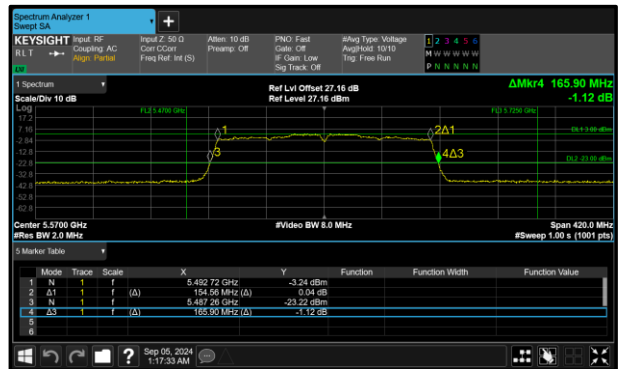 Spectrum Analyzer 1
Swept SA
KEYSIGHT Input: RF Input Z: 50 Ω Atten: 10 dB PNO: Fast #Avg Type: Voltage 1 2 3 4 5 6
RLT Coupling: AC Corr CCorr Preamp: Off Gate: Off Avg|Hold: 10/10 M W W W W W
Align: Partial Freq Ref: Int (S) IF Gain: Low Trig: Free Run P N N N N N
Sig Track: Off
LW
1 Spectrum
Ref Lvl Offset 27.16 dB ΔMkr4 165.90 MHz
Scale/Div 10 dB Ref Level 27.16 dBm -1.12 dB
Log FL2 5.4700 GHz FL3 5.7250 GHz
17.2
7.16 1 2Δ1 DL1 -3.00 dBm
-2.84
-12.8 3 4Δ3
-22.8 DL2 -23.00 dBm
-32.8
-42.8
-52.8
-62.8
Center 5.5700 GHz #Video BW 8.0 MHz Span 420.0 MHz
#Res BW 2.0 MHz #Sweep 1.00 s (1001 pts)
5 Marker Table
Mode Trace Scale X Y Function Function Width Function Value
1 N 1 f 5.492 72 GHz -3.24 dBm
2 Δ1 1 f (Δ) 154.56 MHz (Δ) 0.04 dB
3 N 1 f 5.487 26 GHz -23.22 dBm
4 Δ3 1 f (Δ) 165.90 MHz (Δ) -1.12 dB
5
6
? Sep 05, 2024
1:17:33 AM